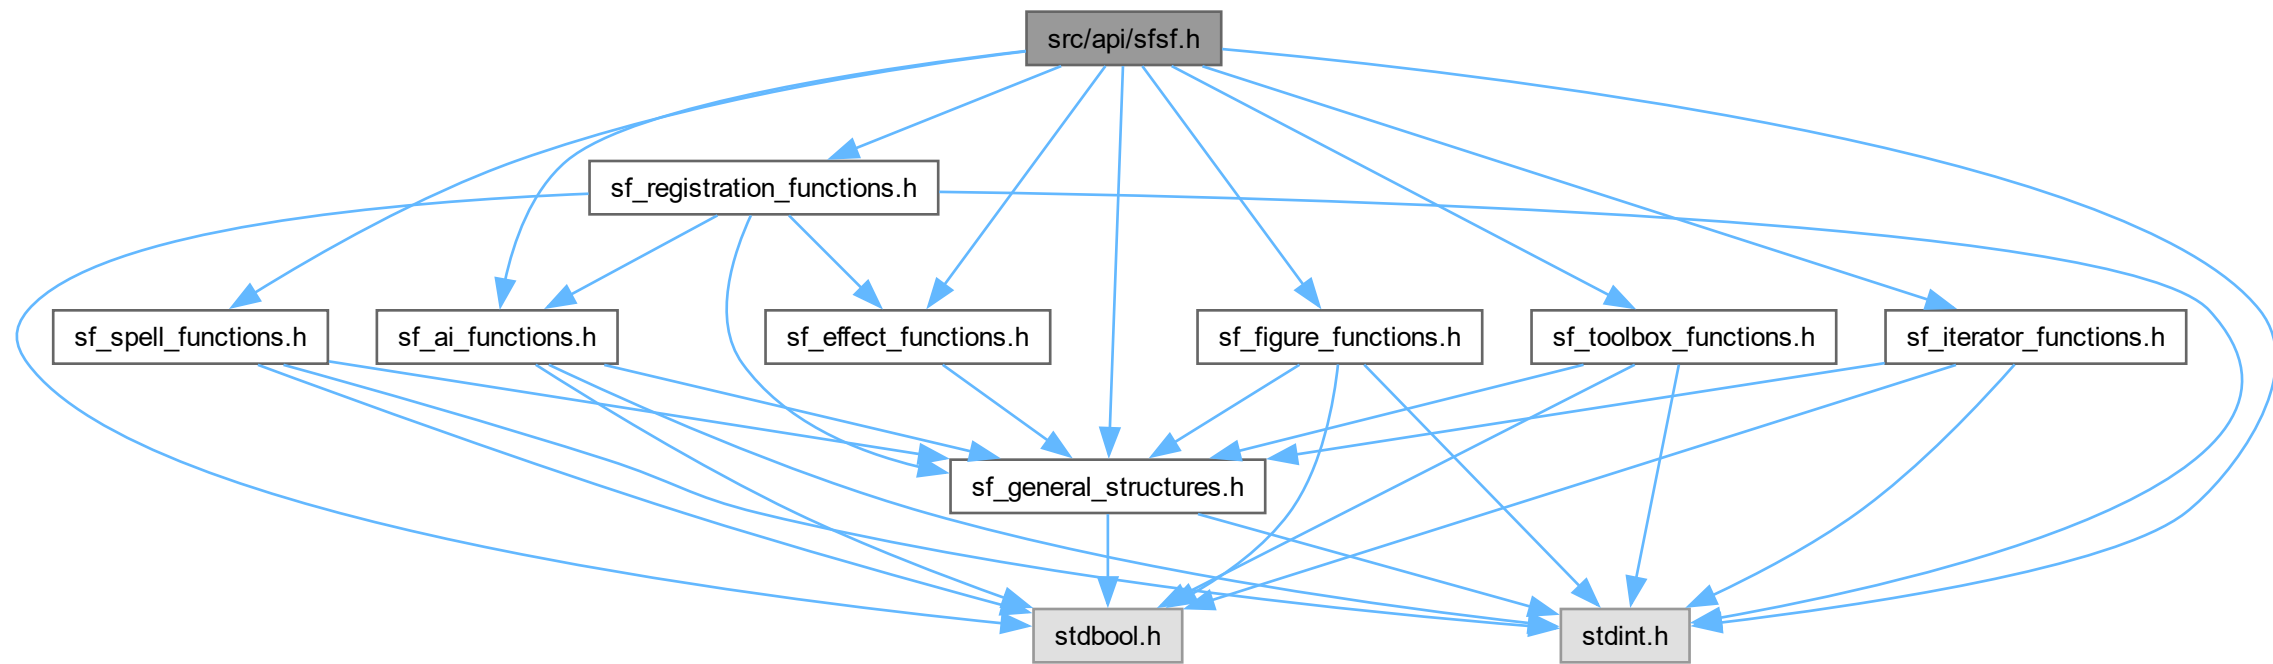 src/api/sfsf.h
sf_registration_functions.h
sf_spell_functions.h
sf_ai_functions.h
sf_effect_functions.h
sf_figure_functions.h
sf_toolbox_functions.h
sf_iterator_functions.h
sf_general_structures.h
stdbool.h
stdint.h